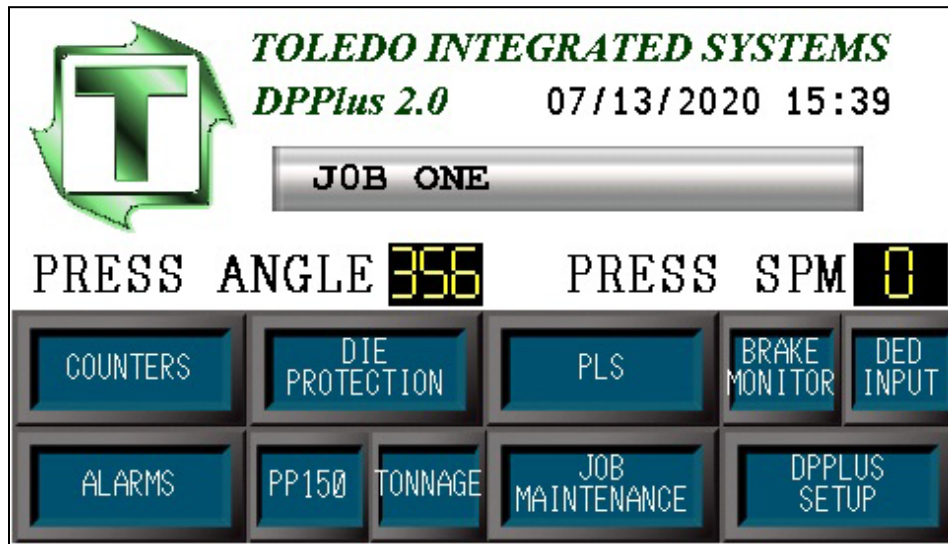 T
TOLEDO INTEGRATED SYSTEMS
DPPlus 2.0 07/13/2020 15:39
JOB ONE
PRESS ANGLE 356 PRESS SPM 0
COUNTERS
DIE
PROTECTION
PLS
BRAKE
MONITOR
DED
INPUT
ALARMS
PP150
TONNAGE
JOB
MAINTENANCE
DPPLUS
SETUP